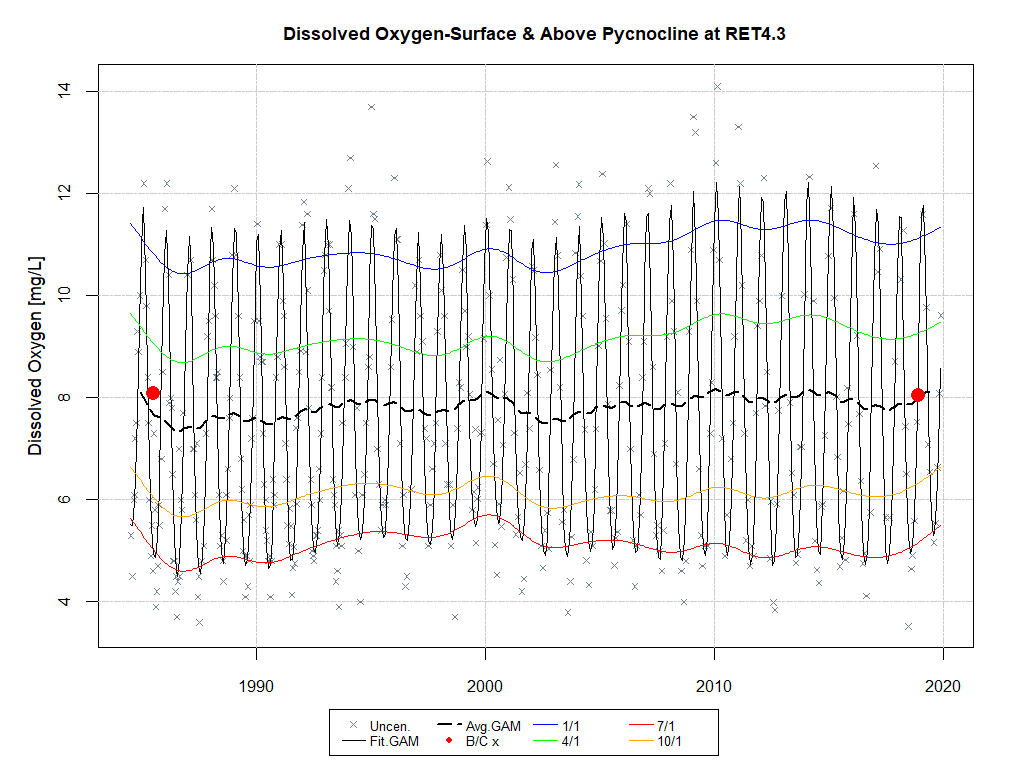 Dissolved Oxygen-Surface & Above Pycnocline at RET4.3
Dissolved Oxygen [mg/L]
14
12
10
8
6
4
1990 2000 2010 2020
Uncen. Avg.GAM 1/1 7/1
Fit.GAM B/C x 4/1 10/1